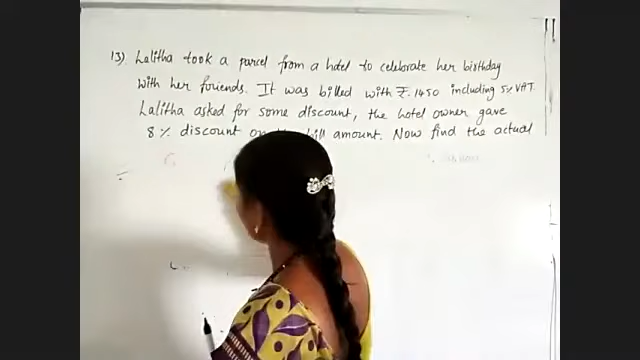 13) Lalitha took a parcel from a hotel to celebrate her birthday
with her friends. It was billed with ₹.1450 including 5% VAT.
Lalitha asked for some discount, the hotel owner gave
8% discount on bill amount. Now find the actual